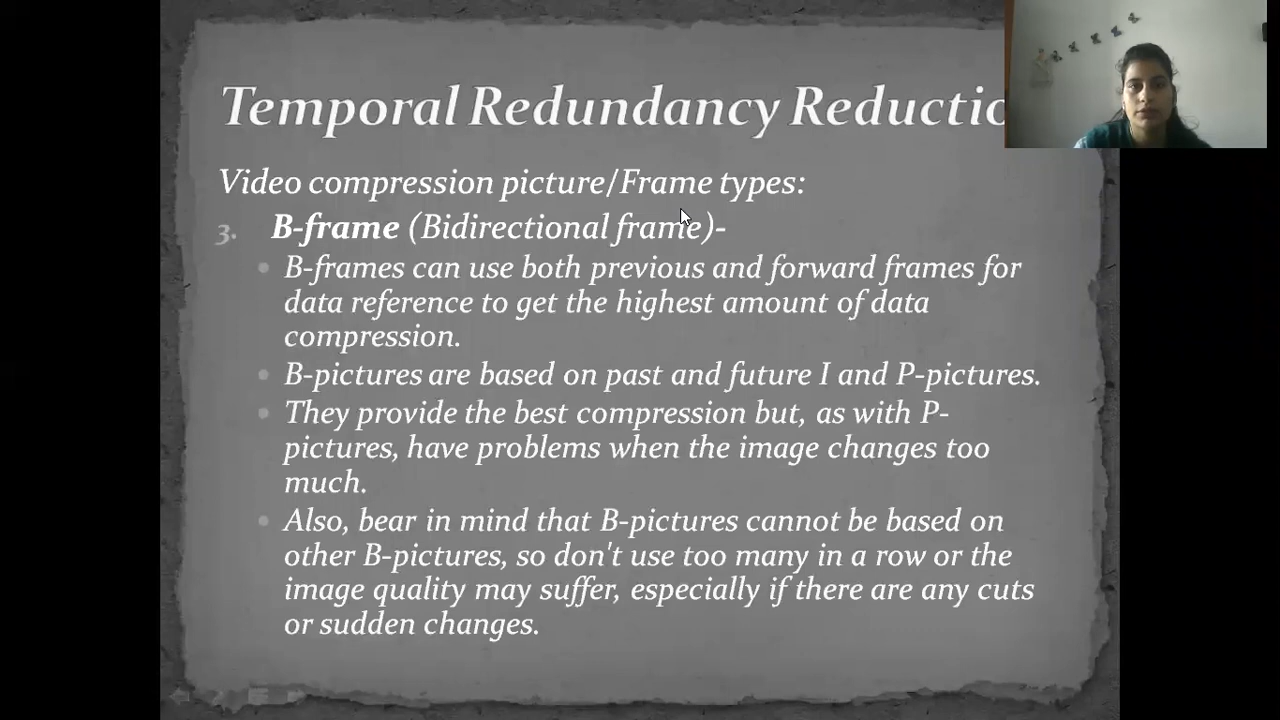 Temporal Redundancy Reductio
Video compression picture/Frame types:
3. B-frame (Bidirectional frame)-
B-frames can use both previous and forward frames for
data reference to get the highest amount of data
compression.
B-pictures are based on past and future I and P-pictures.
They provide the best compression but, as with P-
pictures, have problems when the image changes too
much.
Also, bear in mind that B-pictures cannot be based on
other B-pictures, so don't use too many in a row or the
image quality may suffer, especially if there are any cuts
or sudden changes.